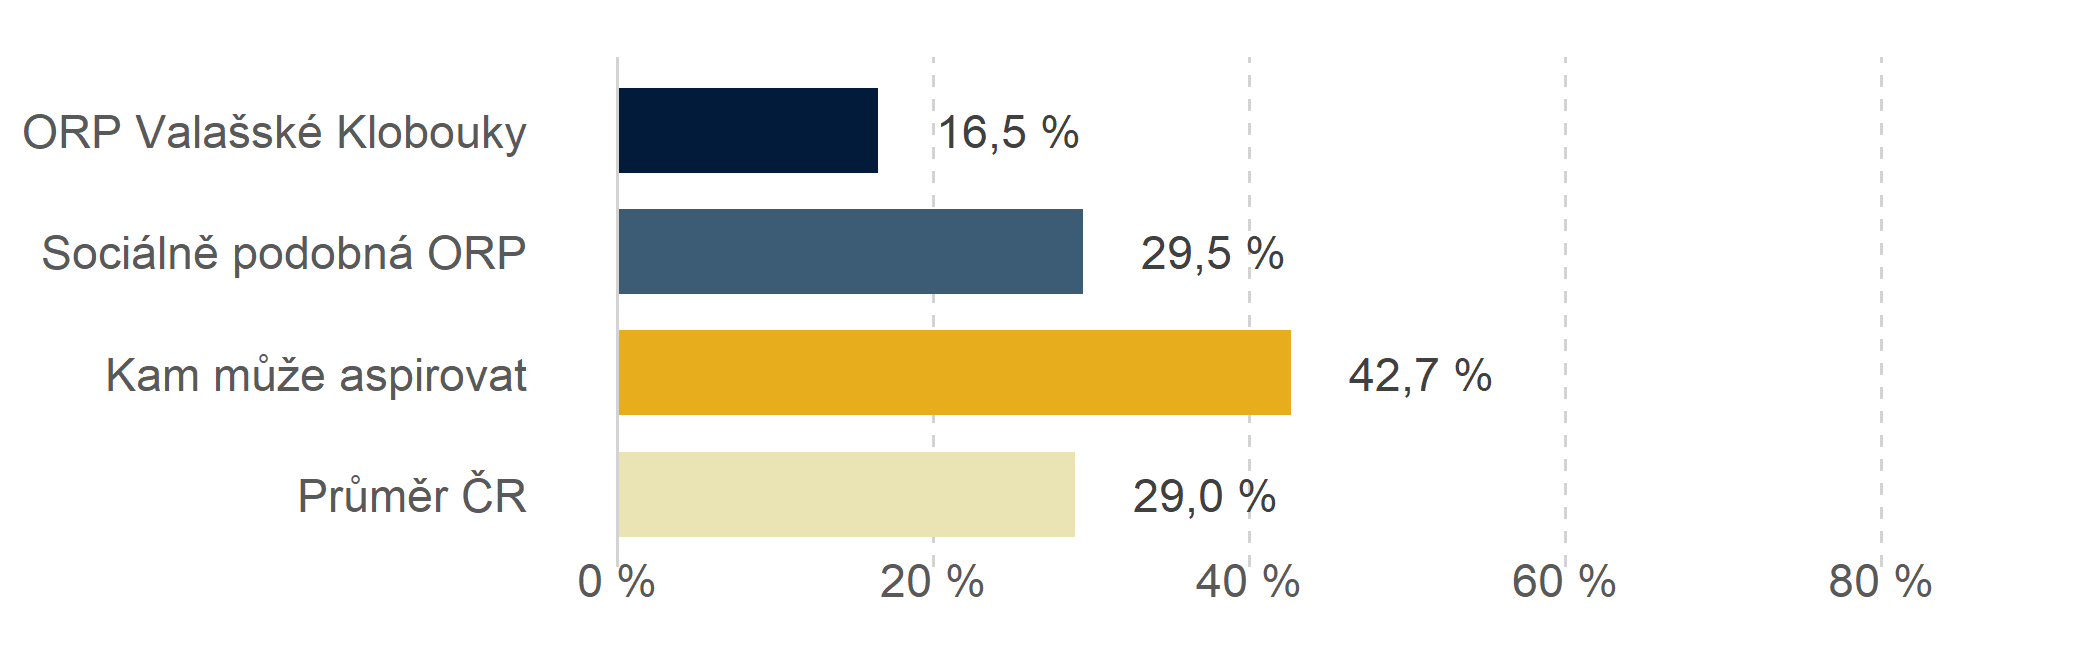 ORP Valašské Klobouky 16,5 %
Sociálně podobná ORP 29,5 %
Kam může aspirovat 42,7 %
Průměr ČR 29,0 %
0 % 20 % 40 % 60 % 80 %